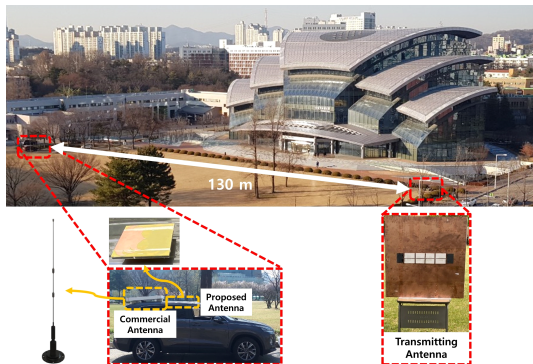 130 m
Proposed
Antenna
Commercial
Antenna
Transmitting
Antenna